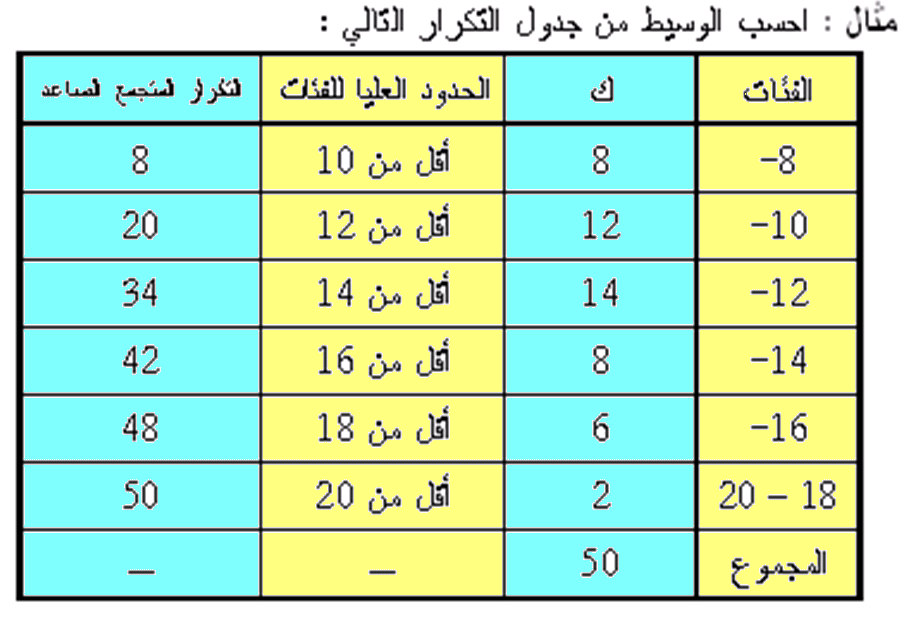 مثال : احسب الوسيط من جدول التكرار التالي :
الفئات ك الحدود العليا للفئات التكرار المتجمع الصاعد
8− 8 أقل من 10 8
10− 12 أقل من 12 20
12− 14 أقل من 14 34
14− 8 أقل من 16 42
16− 6 أقل من 18 48
18 – 20 2 أقل من 20 50
المجموع 50 — —